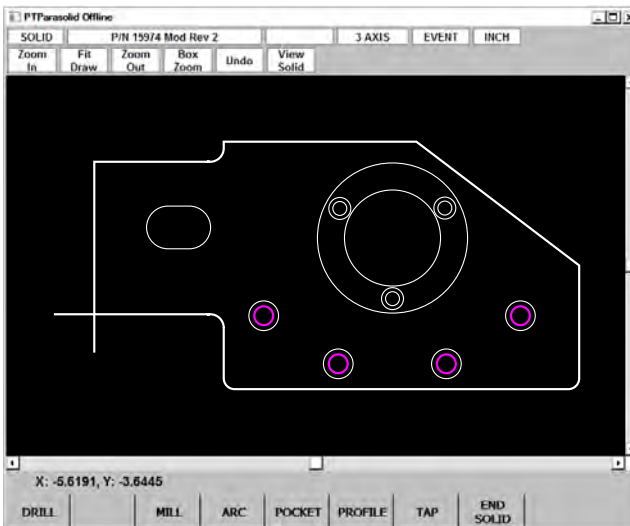 PTParasolid Offline
SOLID P/N 15974 Mod Rev 2 3 AXIS EVENT INCH
Zoom In Fit Draw Zoom Out Box Zoom Undo View Solid
X: -5.6191, Y: -3.6445
DRILL MILL ARC POCKET PROFILE TAP END SOLID